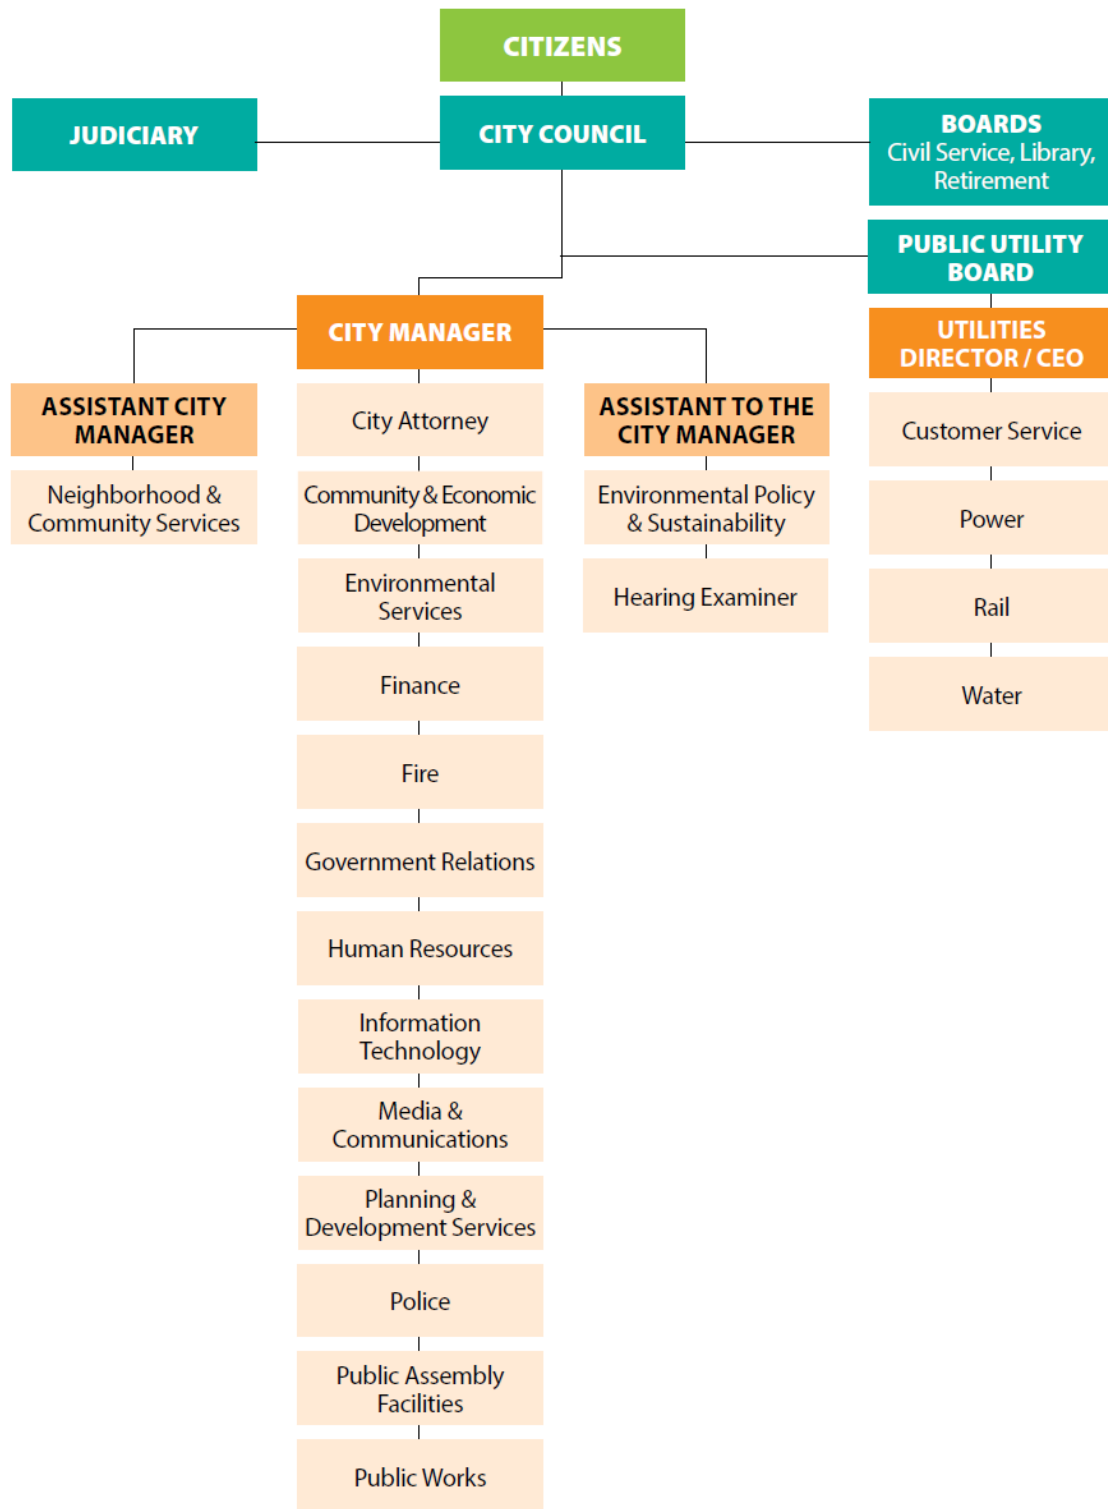 CITIZENS
JUDICIARY
CITY COUNCIL
BOARDS
Civil Service, Library,
Retirement
PUBLIC UTILITY
BOARD
CITY MANAGER
UTILITIES
DIRECTOR / CEO
ASSISTANT CITY
MANAGER
Neighborhood &
Community Services
City Attorney
Community & Economic
Development
Environmental
Services
Finance
Fire
Government Relations
Human Resources
Information
Technology
Media &
Communications
Planning &
Development Services
Police
Public Assembly
Facilities
Public Works
ASSISTANT TO THE
CITY MANAGER
Environmental Policy
& Sustainability
Hearing Examiner
Customer Service
Power
Rail
Water